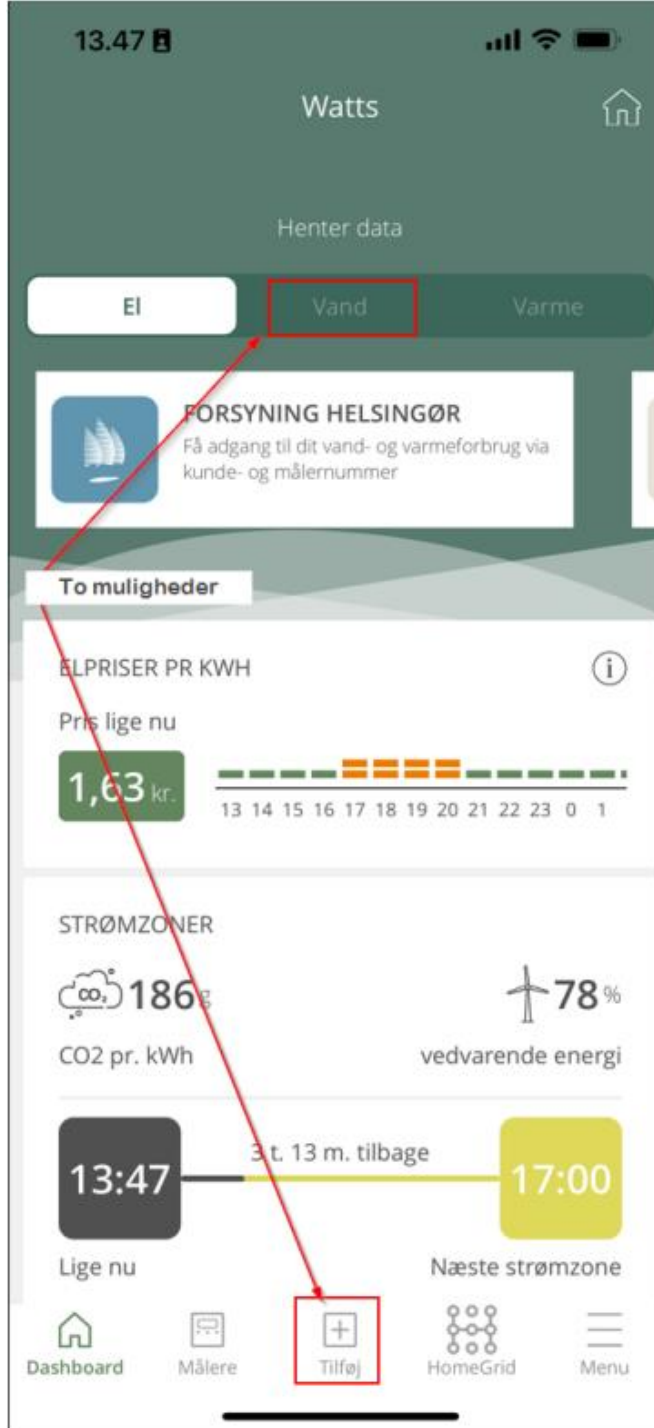 13.47
Watts
Henter data
El
Vand
Varme
FORSYNING HELSINGØR
Få adgang til dit vand- og varmeforbrug via
kunde- og målernummer
To muligheder
ELPRISER PR KWH
Pris lige nu
1,63 kr.
13 14 15 16 17 18 19 20 21 22 23 0 1
STRØMZONER
CO₂ 186g
78 %
CO2 pr. kWh
vedvarende energi
13:47
3 t. 13 m. tilbage
17:00
Lige nu
Næste strømzone
Dashboard
Målere
Tilføj
HomeGrid
Menu